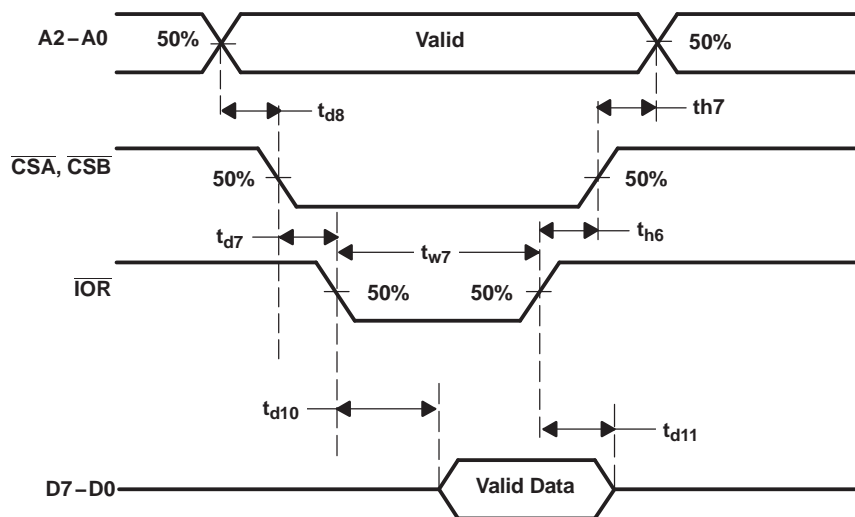 A2–A0 50% Valid 50%
td8 th7
CSA, CSB 50% 50%
td7 tw7 th6
IOR 50% 50%
td10 td11
D7–D0 Valid Data